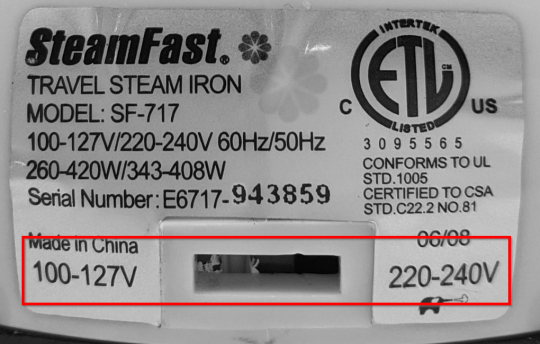 SteamFast®
TRAVEL STEAM IRON
MODEL: SF-717
100-127V/220-240V 60Hz/50Hz
260-420W/343-408W
Serial Number: E6717-943859
Made in China
100-127V
INTERTEK
ETL CM
C US
LISTED
3095565
CONFORMS TO UL
STD.1005
CERTIFIED TO CSA
STD.C22.2 NO.81
06/08
220-240V